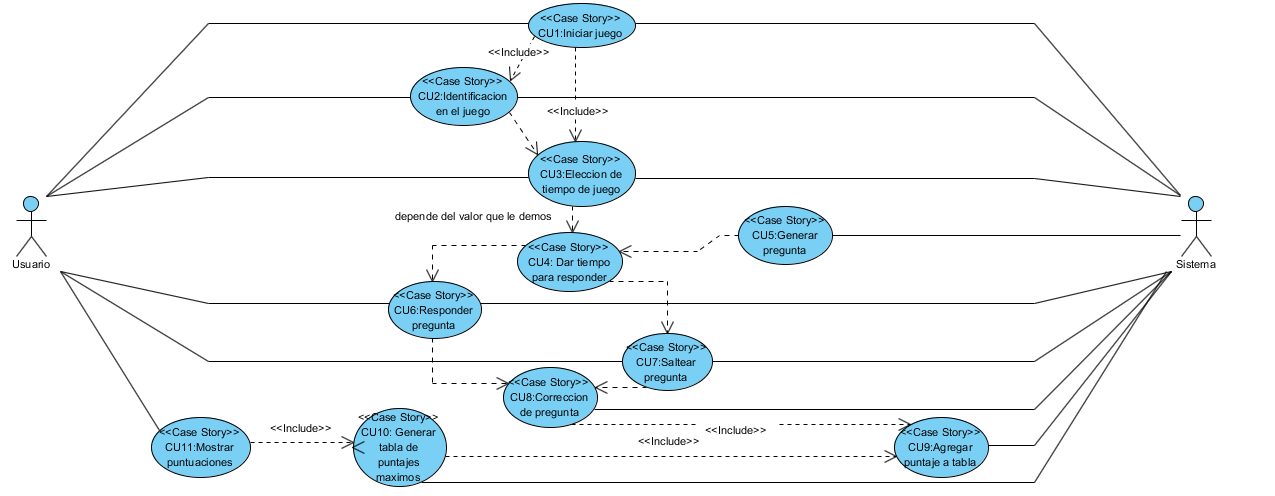 <<Case Story>>
CU1:Iniciar juego
<<Include>>
<<Case Story>>
CU2:Identificacion
en el juego
<<Include>>
<<Case Story>>
CU3:Eleccion de
tiempo de juego
depende del valor que le demos
<<Case Story>>
CU4: Dar tiempo
para responder
<<Case Story>>
CU5:Generar
pregunta
Usuario
Sistema
<<Case Story>>
CU6:Responder
pregunta
<<Case Story>>
CU7:Saltear
pregunta
<<Case Story>>
CU8:Correccion
de pregunta
<<Case Story>>
CU11:Mostrar
puntuaciones
<<Include>>
<<Case Story>>
CU10: Generar
tabla de
puntajes
maximos
<<Include>>
<<Include>>
<<Case Story>>
CU9:Agregar
puntaje a tabla